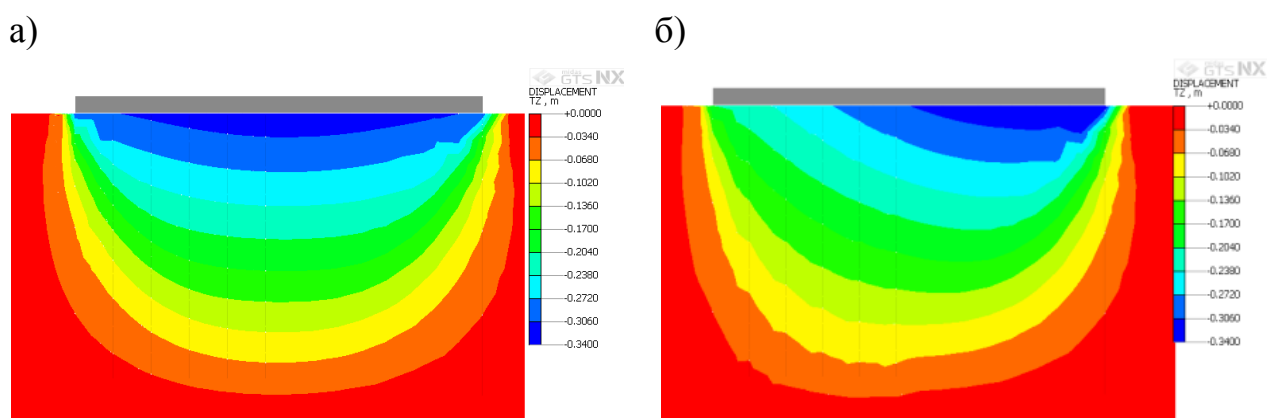 а)
б)
midas
GTS NX
DISPLACEMENT
TZ , m
+0.0000
-0.0340
-0.0680
-0.1020
-0.1360
-0.1700
-0.2040
-0.2380
-0.2720
-0.3060
-0.3400
GTS NX
DISPLACEMENT
TZ , m
+0.0000
-0.0340
-0.0680
-0.1020
-0.1360
-0.1700
-0.2040
-0.2380
-0.2720
-0.3060
-0.3400